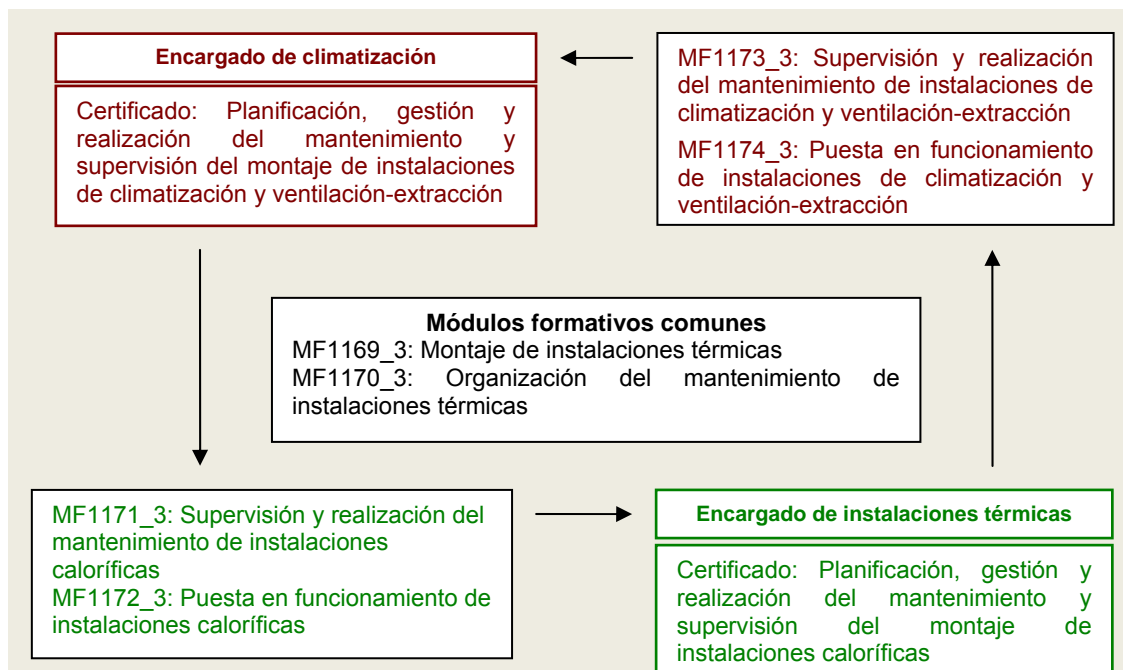 Encargado de climatización
Certificado: Planificación, gestión y
realización del mantenimiento y
supervisión del montaje de instalaciones
de climatización y ventilación-extracción
MF1173_3: Supervisión y realización
del mantenimiento de instalaciones de
climatización y ventilación-extracción
MF1174_3: Puesta en funcionamiento
de instalaciones de climatización y
ventilación-extracción
Módulos formativos comunes
MF1169_3: Montaje de instalaciones térmicas
MF1170_3: Organización del mantenimiento de
instalaciones térmicas
MF1171_3: Supervisión y realización del
mantenimiento de instalaciones
caloríficas
MF1172_3: Puesta en funcionamiento de
instalaciones caloríficas
Encargado de instalaciones térmicas
Certificado: Planificación, gestión y
realización del mantenimiento y
supervisión del montaje de
instalaciones caloríficas